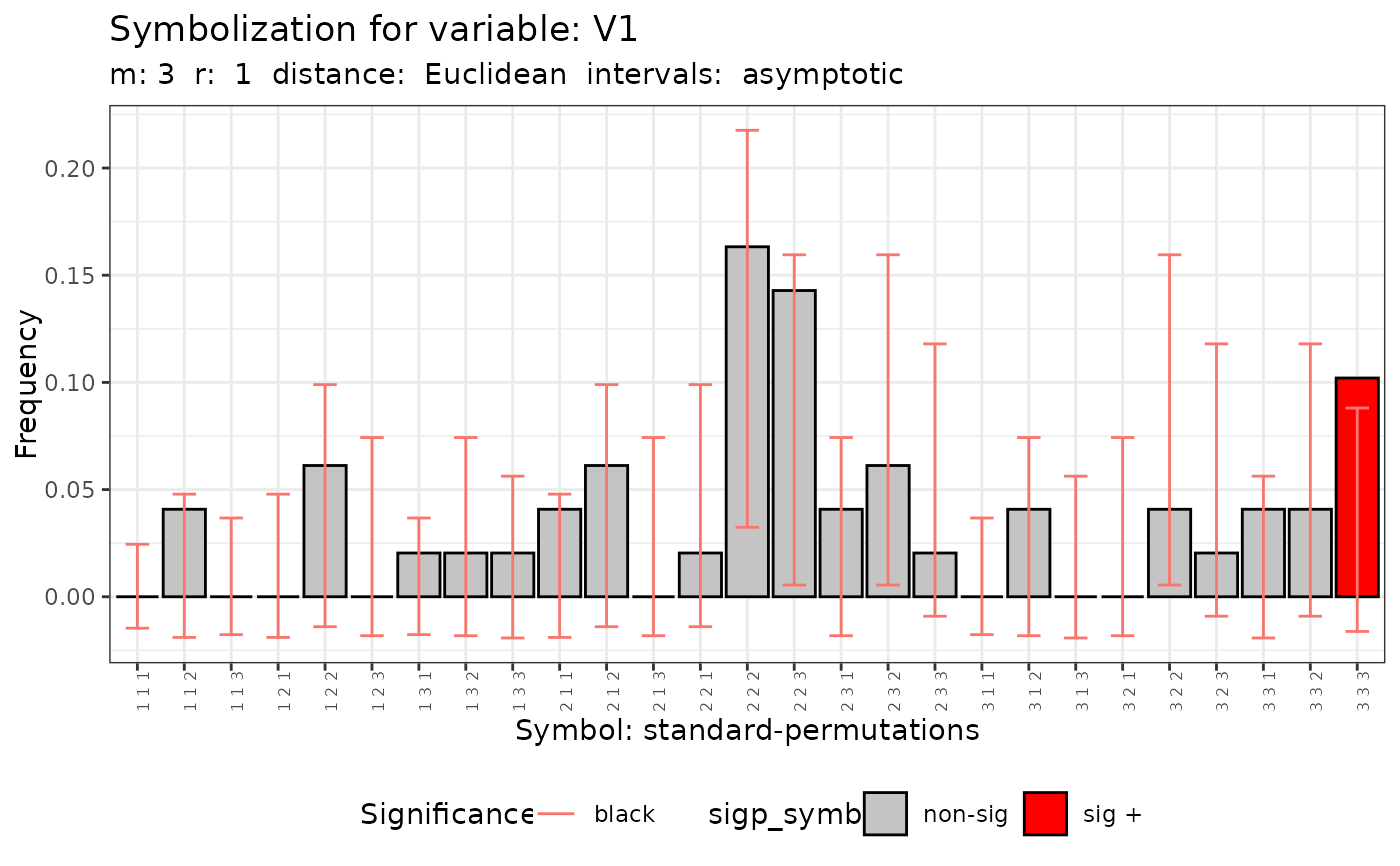 Symbolization for variable: V1
m: 3 r: 1 distance: Euclidean intervals: asymptotic
Frequency
0.20
0.15
0.10
0.05
0.00
1 1 1
1 1 2
1 1 3
1 2 1
1 2 2
1 2 3
1 3 1
1 3 2
1 3 3
2 1 1
2 1 2
2 1 3
2 2 1
2 2 2
2 2 3
2 3 1
2 3 2
2 3 3
3 1 1
3 1 2
3 1 3
3 2 1
3 2 2
3 2 3
3 3 1
3 3 2
3 3 3
Symbol: standard-permutations
Significance black sigp_symb non-sig sig +